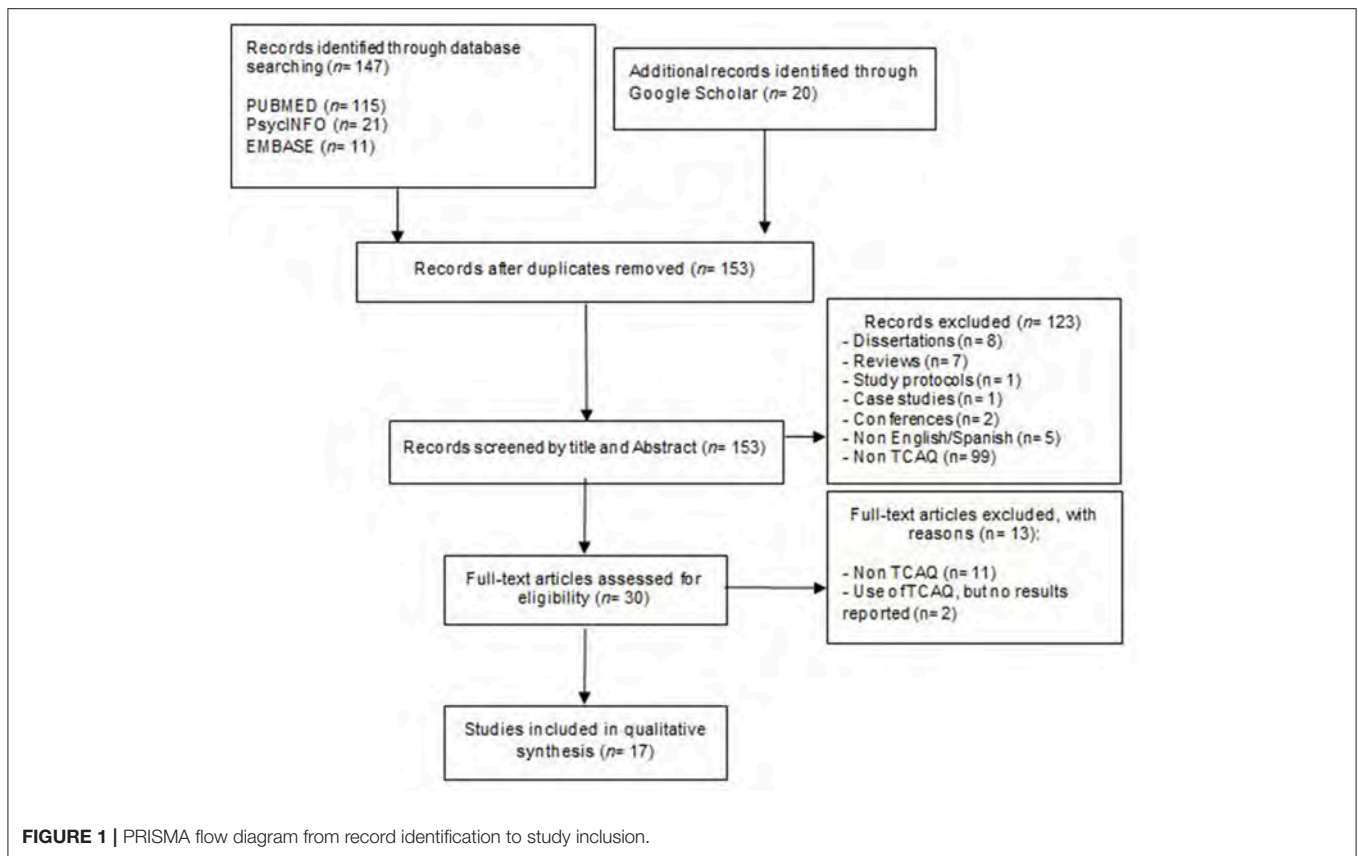 Records identified through database
searching (n= 147)
PUBMED (n= 115)
PsycINFO (n= 21)
EMBASE (n= 11)
Additional records identified through
Google Scholar (n= 20)
Records after duplicates removed (n= 153)
Records screened by title and Abstract (n= 153)
Records excluded (n= 123)
- Dissertations (n= 8)
- Reviews (n= 7)
- Study protocols (n= 1)
- Case studies (n= 1)
- Conferences (n= 2)
- Non English/Spanish (n= 5)
- Non TCAQ (n= 99)
Full-text articles assessed for
eligibility (n= 30)
Full-text articles excluded, with
reasons (n= 13):
- Non TCAQ (n= 11)
- Use of TCAQ, but no results
reported (n= 2)
Studies included in qualitative
synthesis (n= 17)
FIGURE 1 | PRISMA flow diagram from record identification to study inclusion.